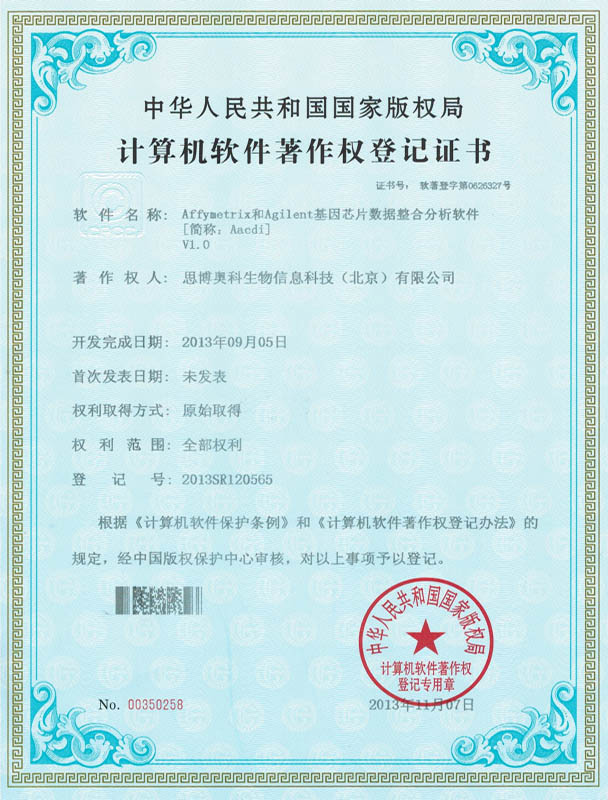 中华人民共和国国家版权局
计算机软件著作权登记证书
证书号： 软著登字第0626327号
软件名称： Affymetrix和Agilent基因芯片数据整合分析软件
[简称：Aacdi]
V1.0
著作权人： 思博奥科生物信息科技（北京）有限公司
开发完成日期： 2013年09月05日
首次发表日期： 未发表
权利取得方式： 原始取得
权利范围： 全部权利
登记号： 2013SR120565
根据《计算机软件保护条例》和《计算机软件著作权登记办法》的
规定，经中国版权保护中心审核，对以上事项予以登记。
中华人民共和国国家版权局
计算机软件著作权
登记专用章
No. 00350258
2013年11月07日